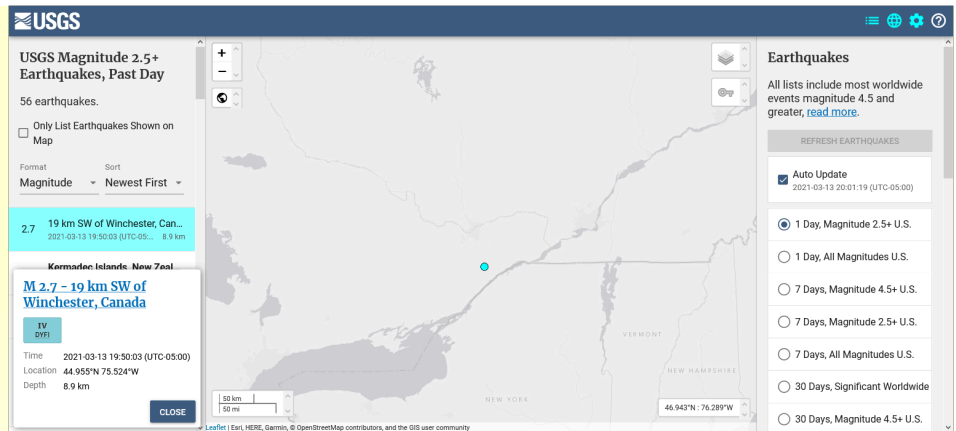 USGS
USGS Magnitude 2.5+
Earthquakes, Past Day
56 earthquakes.
Only List Earthquakes Shown on
Map
Format
Sort
Magnitude
Newest First
2.7
19 km SW of Winchester, Can...
2021-03-13 19:50:03 (UTC-05:...
8.9 km
Kermadec Islands, New Zeal
M 2.7 - 19 km SW of
Winchester, Canada
IV
DYFI
Time 2021-03-13 19:50:03 (UTC-05:00)
Location 44.955°N 75.524°W
Depth 8.9 km
CLOSE
+
−
VERMONT
NEW HAMPSHIRE
NEW YORK
50 km
50 mi
46.943°N : 76.289°W
Leaflet | Esri, HERE, Garmin, © OpenStreetMap contributors, and the GIS user community
Earthquakes
All lists include most worldwide
events magnitude 4.5 and
greater, read more.
REFRESH EARTHQUAKES
Auto Update
2021-03-13 20:01:19 (UTC-05:00)
1 Day, Magnitude 2.5+ U.S.
1 Day, All Magnitudes U.S.
7 Days, Magnitude 4.5+ U.S.
7 Days, Magnitude 2.5+ U.S.
7 Days, All Magnitudes U.S.
30 Days, Significant Worldwide
30 Days, Magnitude 4.5+ U.S.